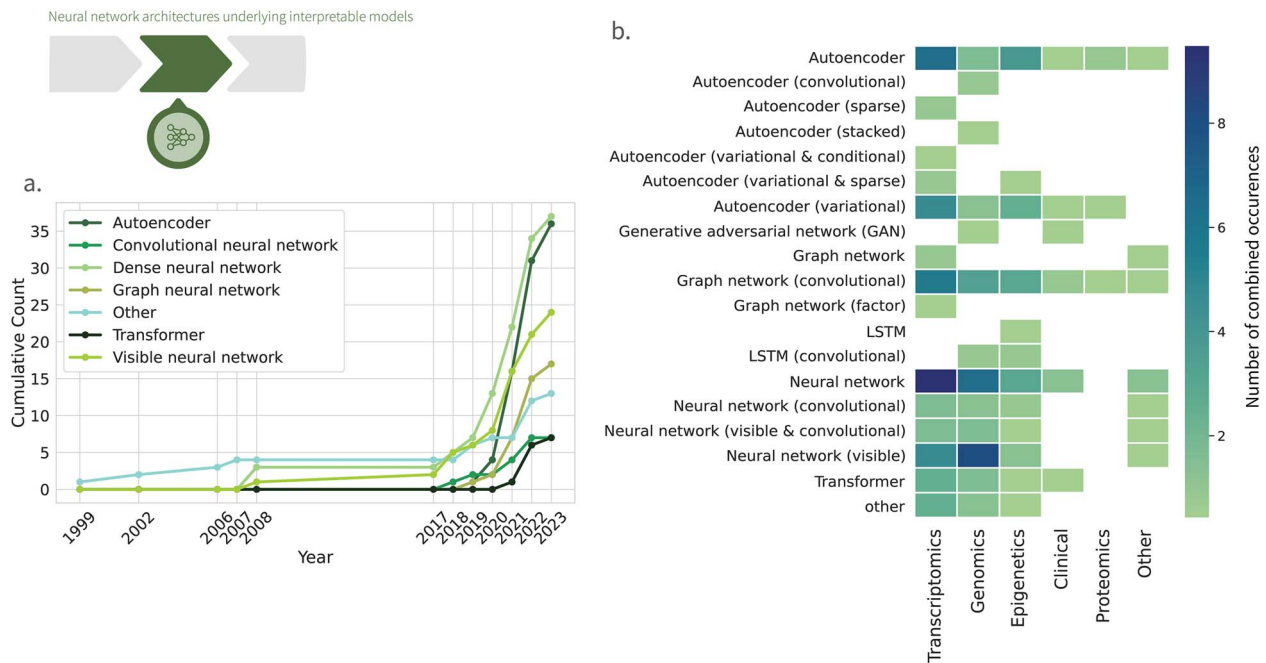 Neural network architectures underlying interpretable models
a.
Autoencoder
Convolutional neural network
Dense neural network
Graph neural network
Other
Transformer
Visible neural network
Cumulative Count
35
30
25
20
15
10
5
0
1999
2002
2006
2007
2008
2017
2018
2019
2020
2021
2022
2023
Year
b.
Autoencoder
Autoencoder (convolutional)
Autoencoder (sparse)
Autoencoder (stacked)
Autoencoder (variational & conditional)
Autoencoder (variational & sparse)
Autoencoder (variational)
Generative adversarial network (GAN)
Graph network
Graph network (convolutional)
Graph network (factor)
LSTM
LSTM (convolutional)
Neural network
Neural network (convolutional)
Neural network (visible & convolutional)
Neural network (visible)
Transformer
other
Transcriptomics
Genomics
Epigenetics
Clinical
Proteomics
Other
8
6
4
2
Number of combined occurences